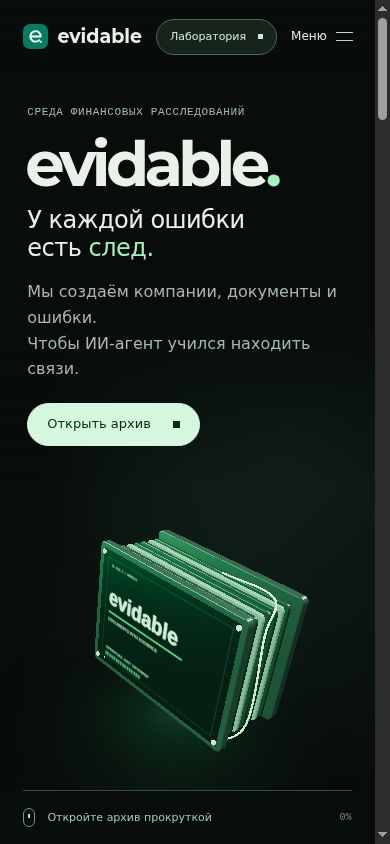 evidable
Лаборатория
Меню
СРЕДА ФИНАНСОВЫХ РАССЛЕДОВАНИЙ
evidable.
У каждой ошибки
есть след.
Мы создаём компании, документы и
ошибки.
Чтобы ИИ-агент учился находить
связи.
Открыть архив
evidable
Откройте архив прокруткой
0%